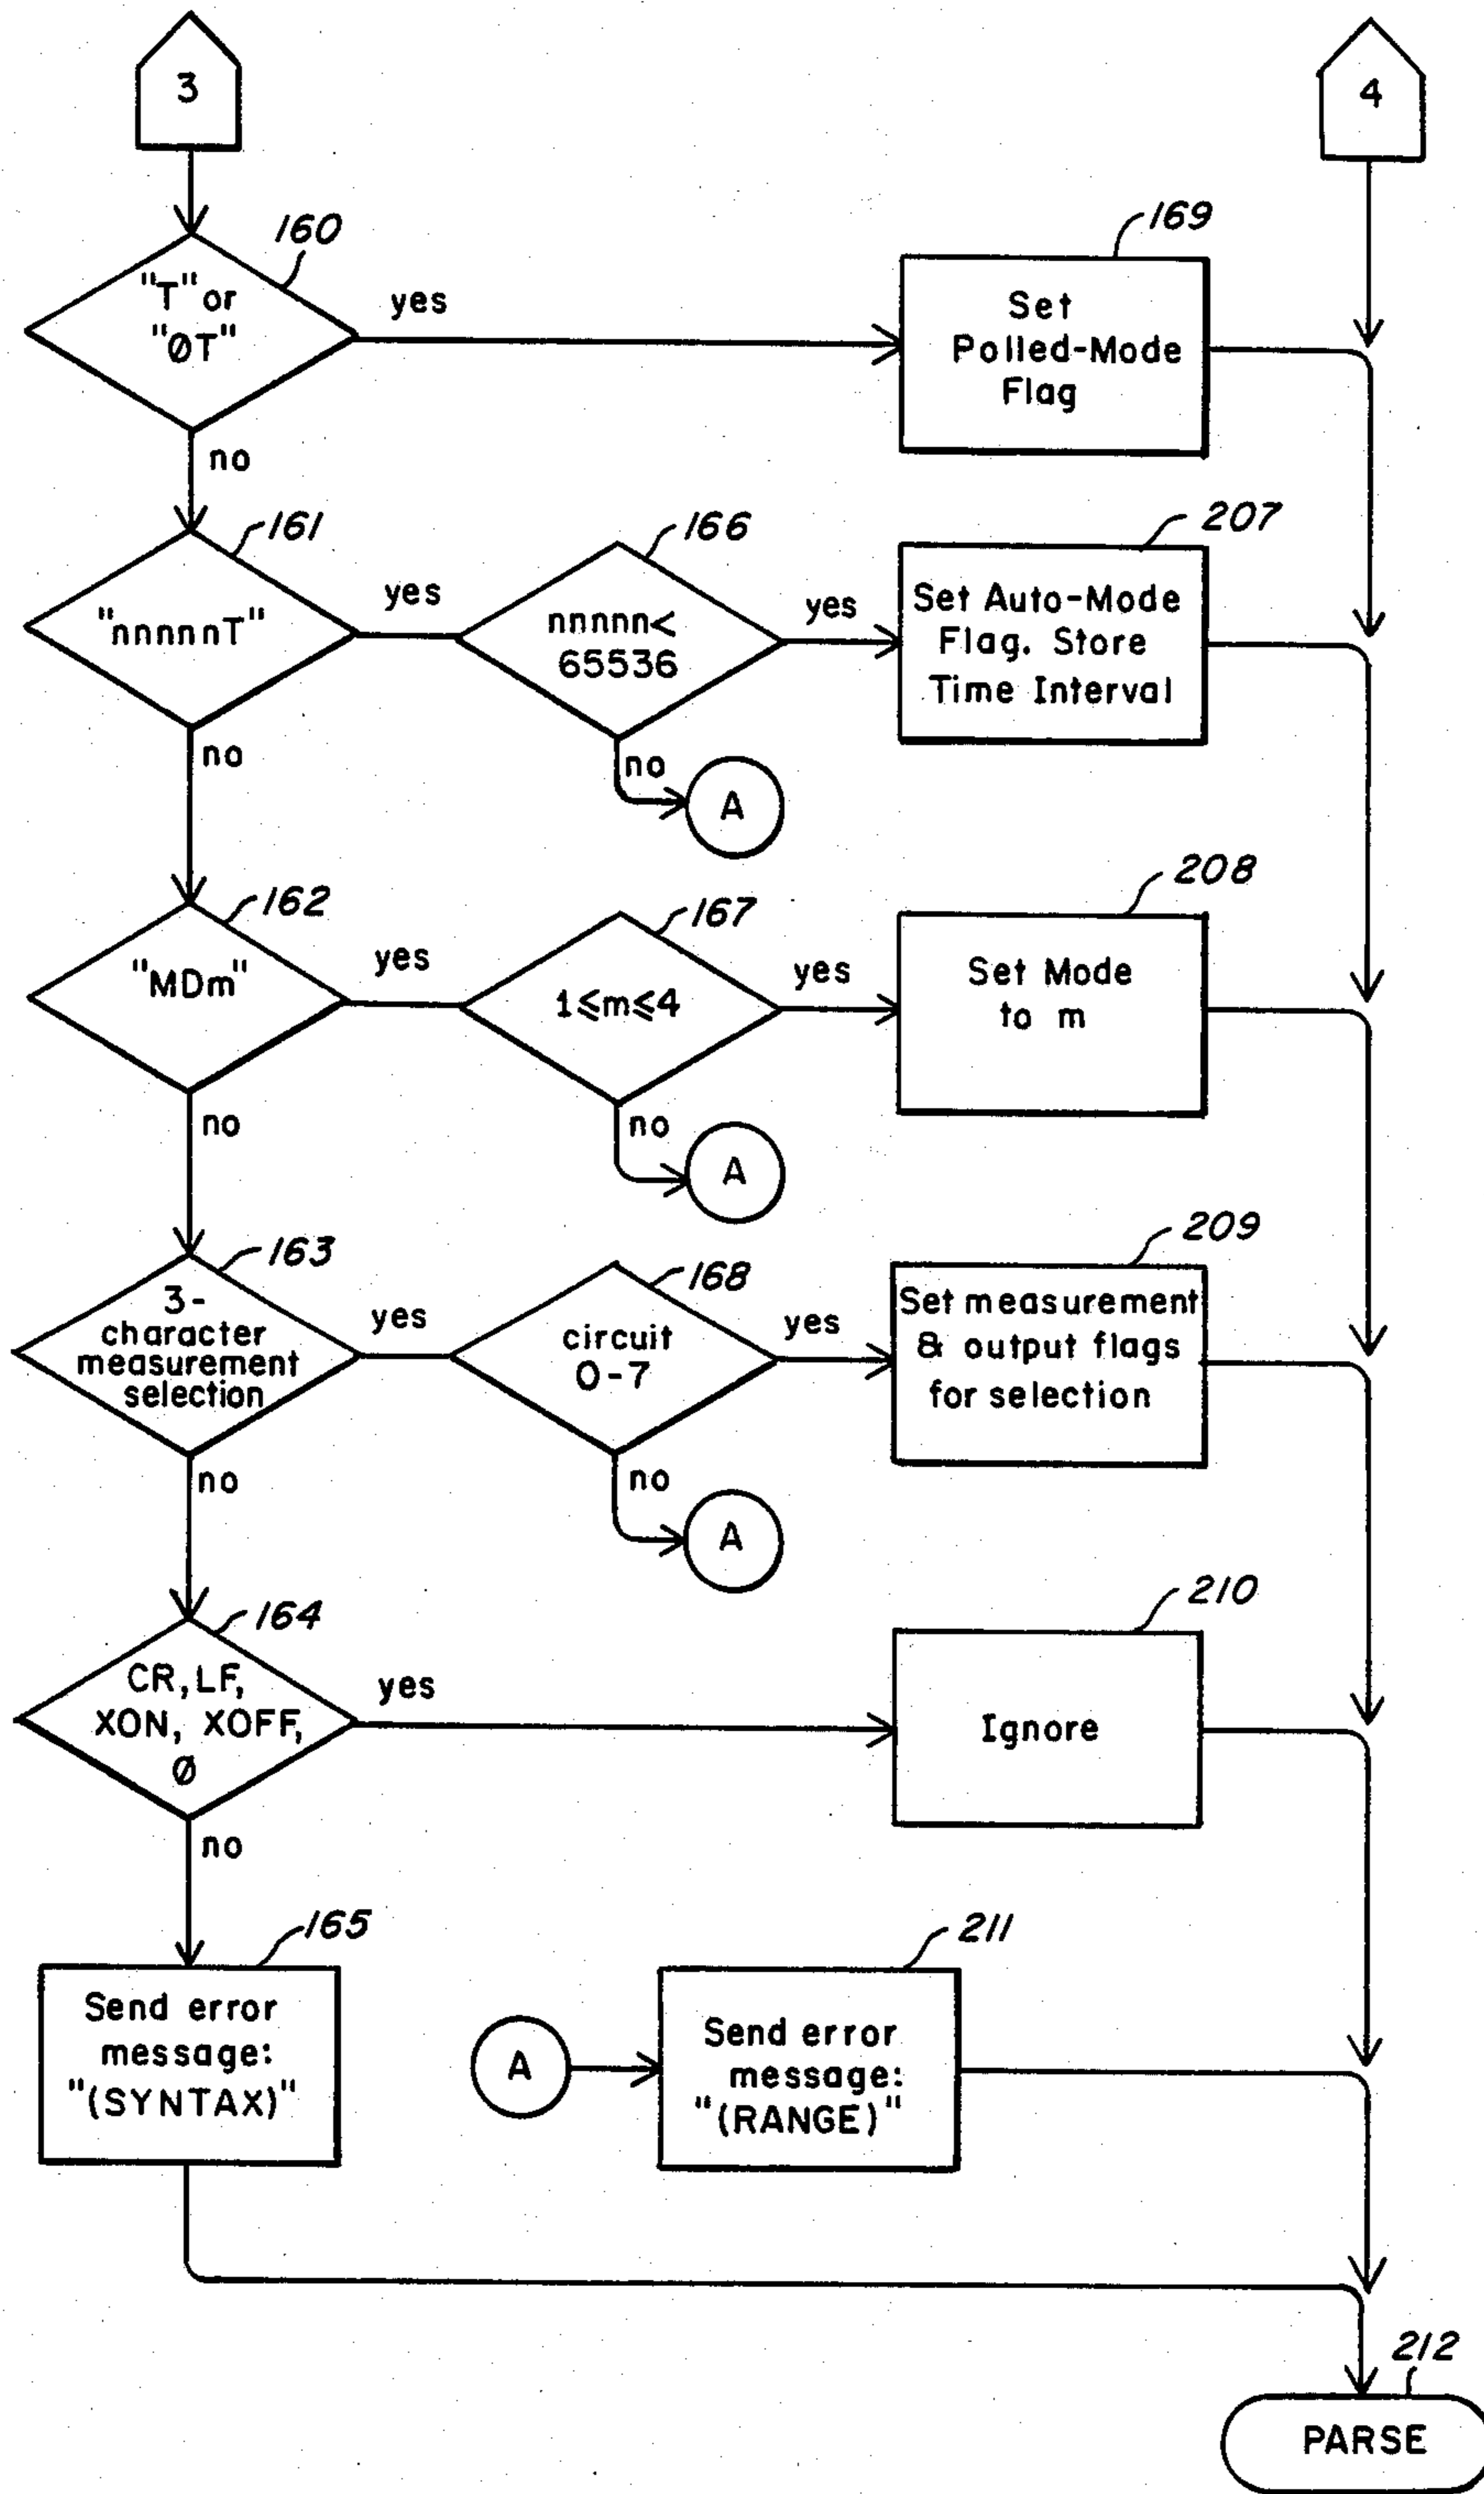 3
4
160
"T" or
"ØT"
yes
no
169
Set
Polled-Mode
Flag
161
"nnnnnT"
yes
no
166
nnnnn<
65536
yes
no
A
207
Set Auto-Mode
Flag. Store
Time Interval
162
"MDm"
yes
no
167
1≤m≤4
yes
no
A
208
Set Mode
to m
163
3-
character
measurement
selection
yes
no
168
circuit
0-7
yes
no
A
209
Set measurement
& output flags
for selection
164
CR, LF,
XON, XOFF,
Ø
yes
no
210
Ignore
165
Send error
message:
"(SYNTAX)"
A
211
Send error
message:
"(RANGE)"
212
PARSE